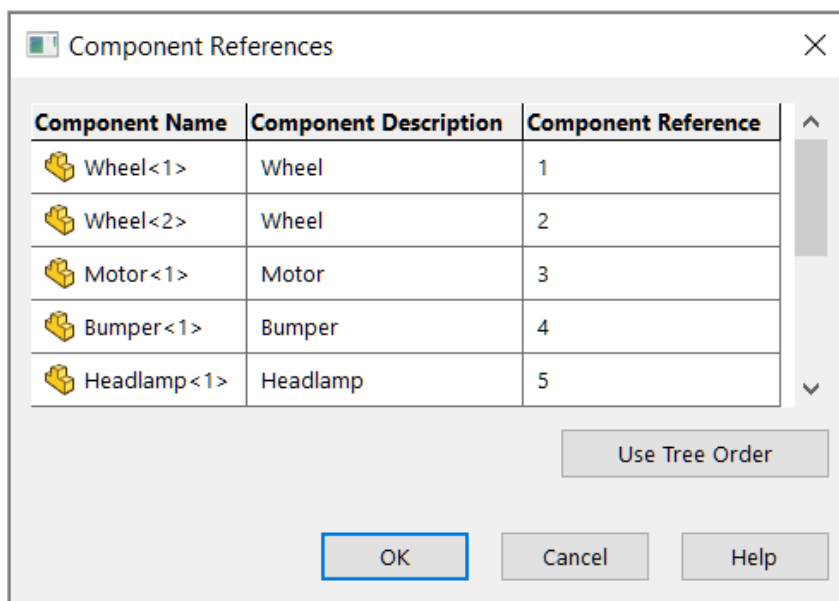 Component References
Component Name Component Description Component Reference
Wheel<1> Wheel 1
Wheel<2> Wheel 2
Motor<1> Motor 3
Bumper<1> Bumper 4
Headlamp<1> Headlamp 5
Use Tree Order
OK Cancel Help